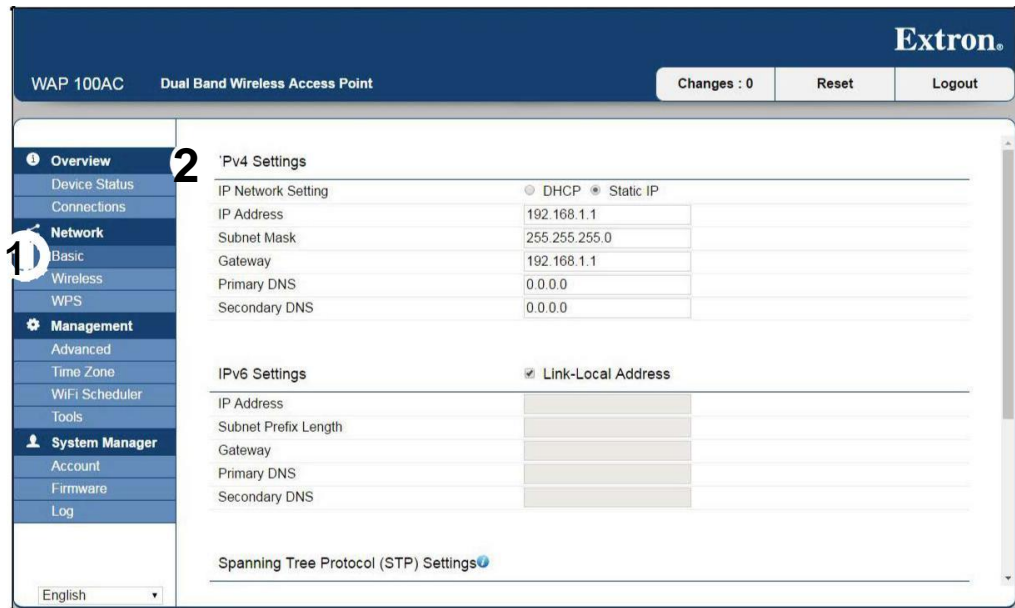 Extron®
WAP 100AC Dual Band Wireless Access Point Changes : 0 Reset Logout
Overview
Device Status
Connections
Network
1 Basic
Wireless
WPS
Management
Advanced
Time Zone
WiFi Scheduler
Tools
System Manager
Account
Firmware
Log
English
2 'Pv4 Settings
IP Network Setting DHCP Static IP
IP Address 192.168.1.1
Subnet Mask 255.255.255.0
Gateway 192.168.1.1
Primary DNS 0.0.0.0
Secondary DNS 0.0.0.0
IPv6 Settings Link-Local Address
IP Address
Subnet Prefix Length
Gateway
Primary DNS
Secondary DNS
Spanning Tree Protocol (STP) Settings